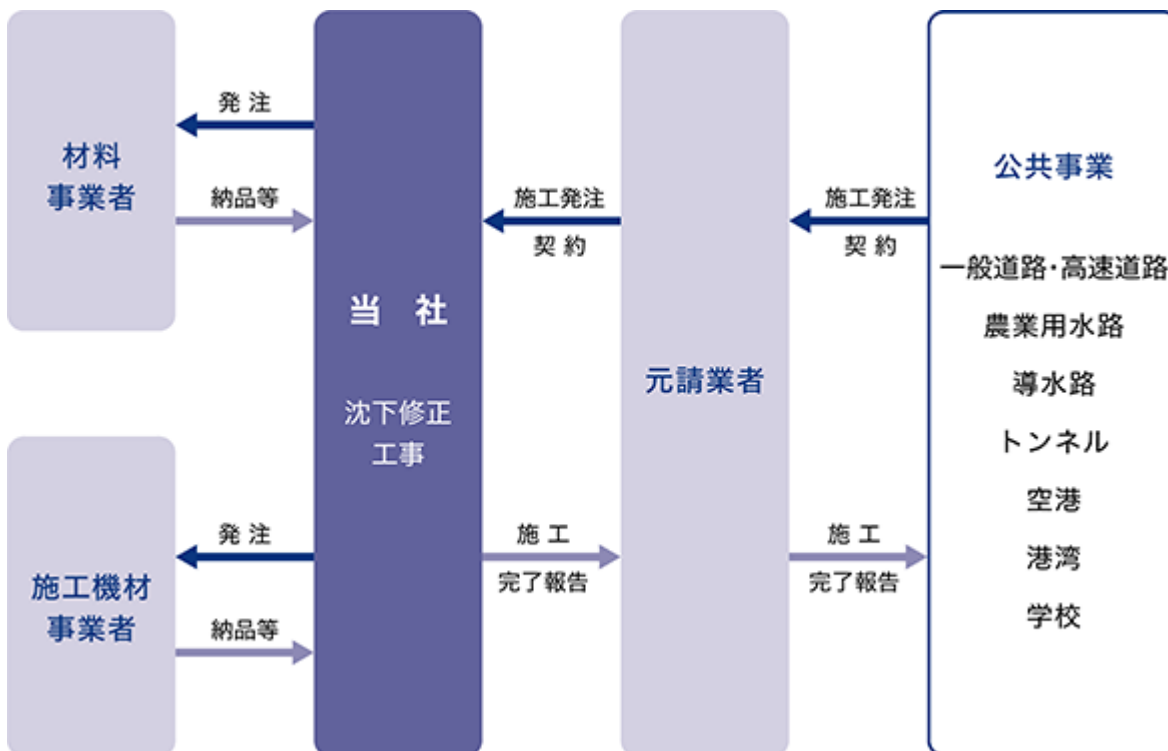 材料
事業者
発 注
納品等
施工機材
事業者
発 注
納品等
当 社
沈下修正
工事
施工発注
契 約
施 工
完了報告
元請業者
施工発注
契 約
施 工
完了報告
公共事業
一般道路・高速道路
農業用水路
導水路
トンネル
空港
港湾
学校